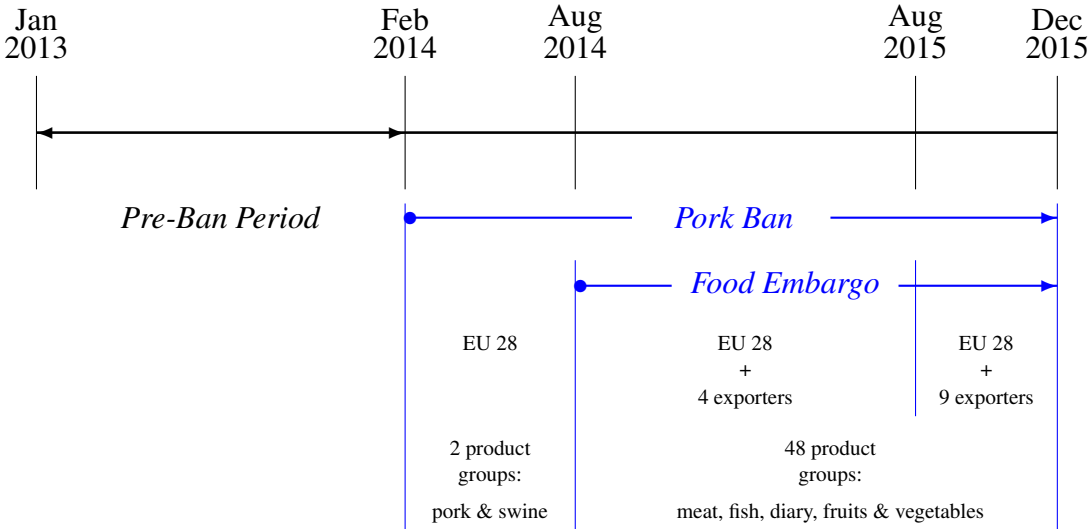 Jan
2013
Feb
2014
Aug
2014
Aug
2015
Dec
2015
Pre-Ban Period
Pork Ban
Food Embargo
EU 28
EU 28
+
4 exporters
EU 28
+
9 exporters
2 product
groups:
pork & swine
48 product
groups:
meat, fish, diary, fruits & vegetables